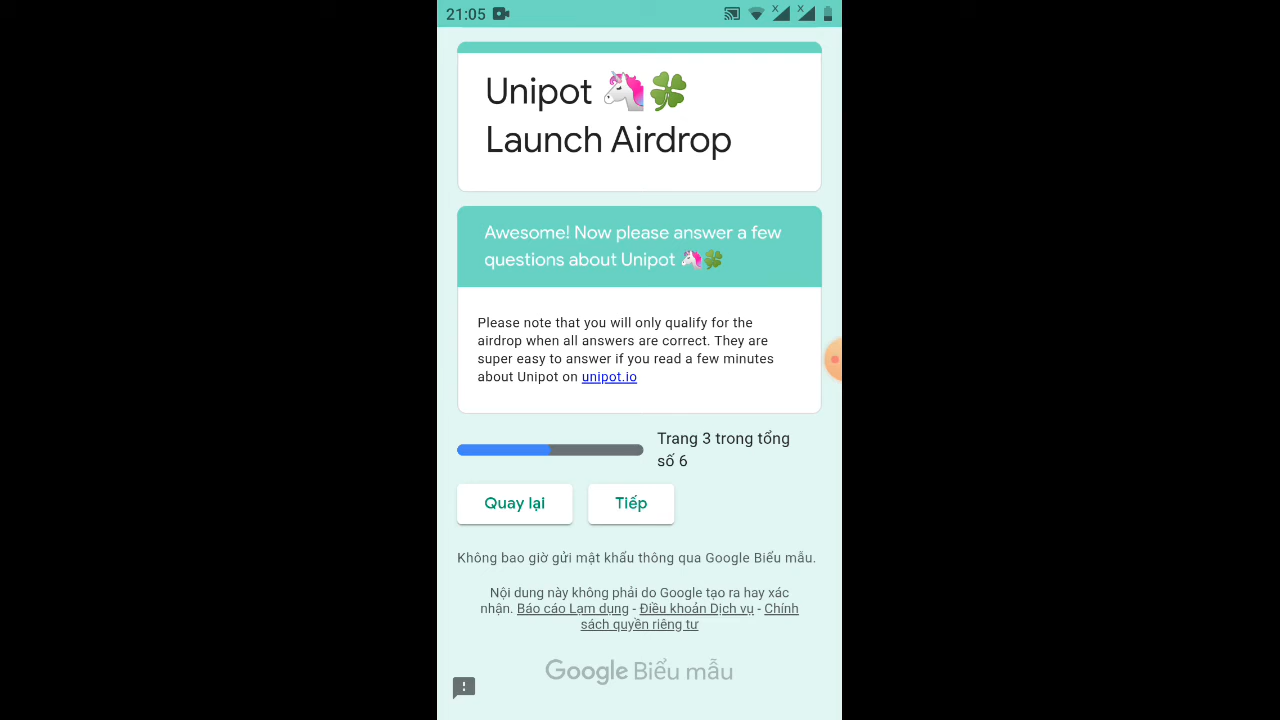 21:05
Unipot 🦄🍀
Launch Airdrop
Awesome! Now please answer a few
questions about Unipot 🦄🍀
Please note that you will only qualify for the
airdrop when all answers are correct. They are
super easy to answer if you read a few minutes
about Unipot on unipot.io
Trang 3 trong tổng
số 6
Quay lại Tiếp
Không bao giờ gửi mật khẩu thông qua Google Biểu mẫu.
Nội dung này không phải do Google tạo ra hay xác
nhận. Báo cáo Lạm dụng - Điều khoản Dịch vụ - Chính
sách quyền riêng tư
Google Biểu mẫu